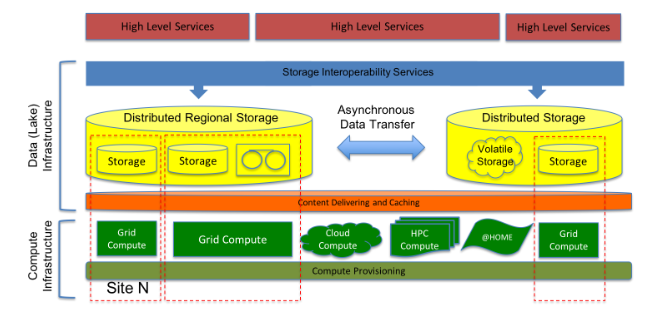 High Level Services
High Level Services
High Level Services
Storage Interoperability Services
Data (Lake)
Infrastructure
Distributed Regional Storage
Asynchronous
Data Transfer
Distributed Storage
Storage
Storage
Volatile
Storage
Storage
Content Delivering and Caching
Compute
Infrastructure
Grid
Compute
Grid Compute
Cloud
Compute
HPC
Compute
@HOME
Grid
Compute
Compute Provisioning
Site N